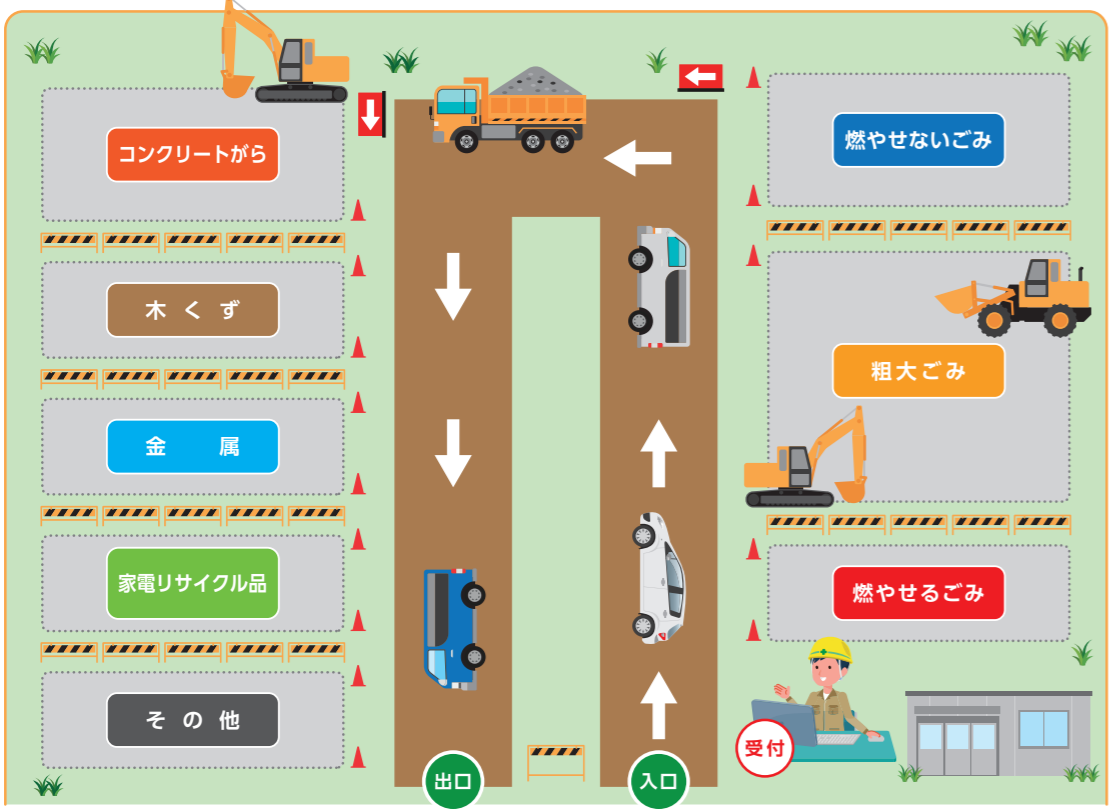 コンクリートがら
木くず
金属
家電リサイクル品
その他
燃やせないごみ
粗大ごみ
燃やせるごみ
受付
出口
入口